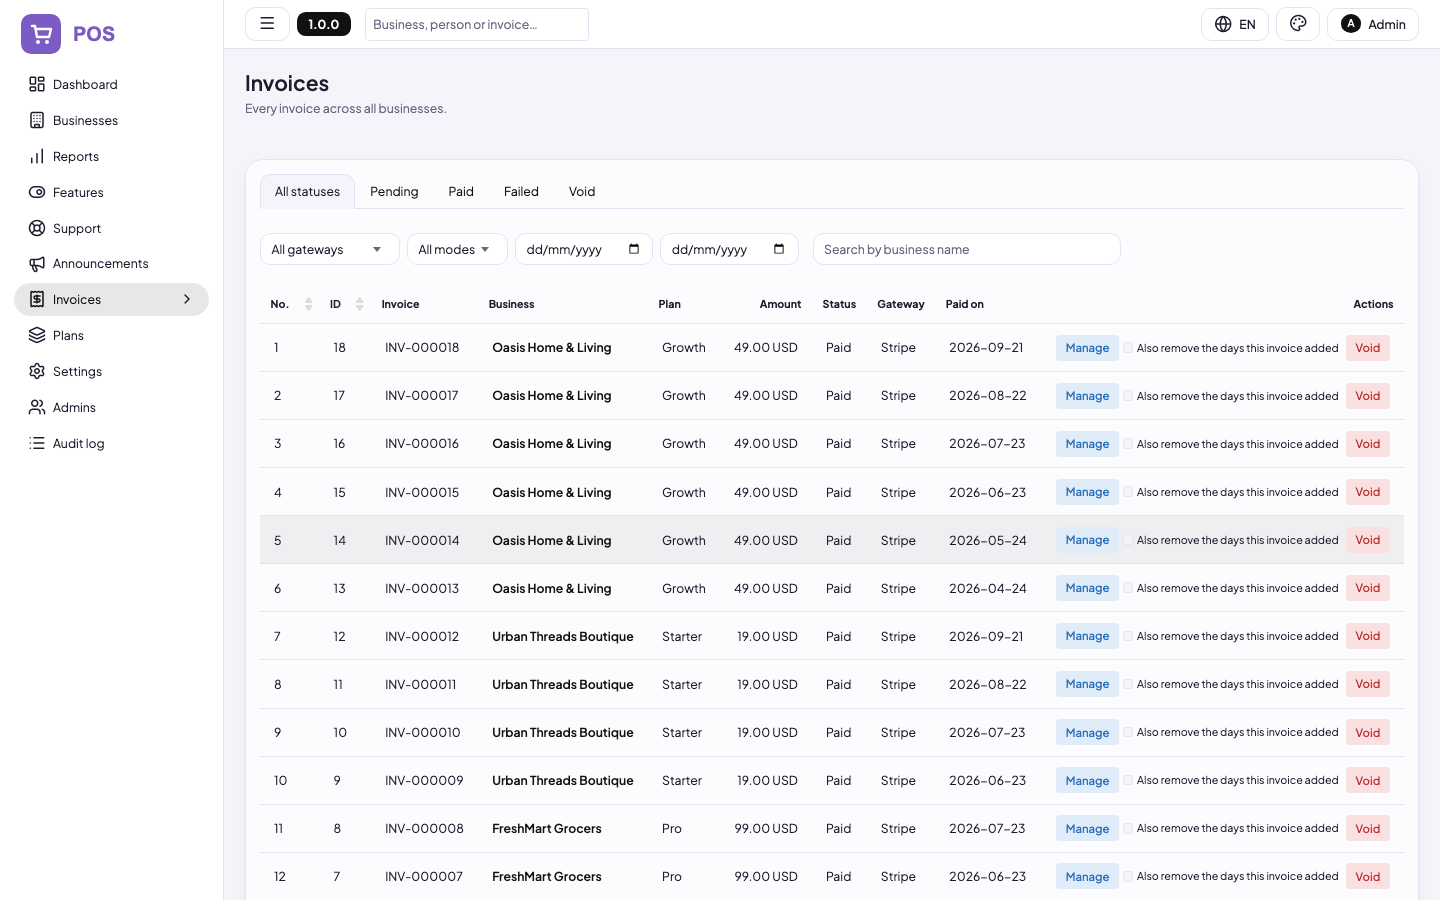 POS
1.0.0
Business, person or invoice...
EN
A
Admin
Dashboard
Businesses
Reports
Features
Support
Announcements
Invoices
Plans
Settings
Admins
Audit log
Invoices
Every invoice across all businesses.
All statuses Pending Paid Failed Void
All gateways All modes dd/mm/yyyy dd/mm/yyyy Search by business name
No. ID Invoice Business Plan Amount Status Gateway Paid on Actions
1 18 INV-000018 Oasis Home & Living Growth 49.00 USD Paid Stripe 2026-09-21 Manage Also remove the days this invoice added Void
2 17 INV-000017 Oasis Home & Living Growth 49.00 USD Paid Stripe 2026-08-22 Manage Also remove the days this invoice added Void
3 16 INV-000016 Oasis Home & Living Growth 49.00 USD Paid Stripe 2026-07-23 Manage Also remove the days this invoice added Void
4 15 INV-000015 Oasis Home & Living Growth 49.00 USD Paid Stripe 2026-06-23 Manage Also remove the days this invoice added Void
5 14 INV-000014 Oasis Home & Living Growth 49.00 USD Paid Stripe 2026-05-24 Manage Also remove the days this invoice added Void
6 13 INV-000013 Oasis Home & Living Growth 49.00 USD Paid Stripe 2026-04-24 Manage Also remove the days this invoice added Void
7 12 INV-000012 Urban Threads Boutique Starter 19.00 USD Paid Stripe 2026-09-21 Manage Also remove the days this invoice added Void
8 11 INV-000011 Urban Threads Boutique Starter 19.00 USD Paid Stripe 2026-08-22 Manage Also remove the days this invoice added Void
9 10 INV-000010 Urban Threads Boutique Starter 19.00 USD Paid Stripe 2026-07-23 Manage Also remove the days this invoice added Void
10 9 INV-000009 Urban Threads Boutique Starter 19.00 USD Paid Stripe 2026-06-23 Manage Also remove the days this invoice added Void
11 8 INV-000008 FreshMart Grocers Pro 99.00 USD Paid Stripe 2026-07-23 Manage Also remove the days this invoice added Void
12 7 INV-000007 FreshMart Grocers Pro 99.00 USD Paid Stripe 2026-06-23 Manage Also remove the days this invoice added Void